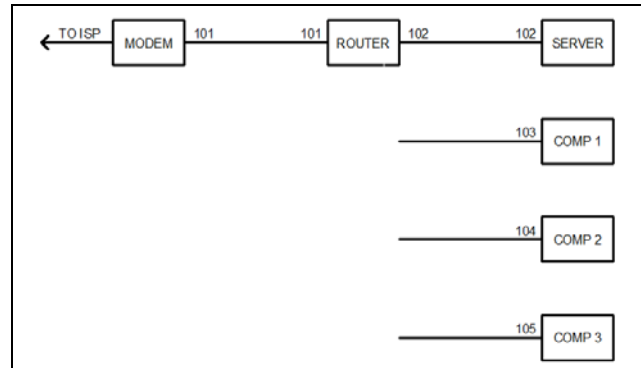 TO ISP MODEM 101 101 ROUTER 102 102 SERVER
103 COMP 1
104 COMP 2
105 COMP 3